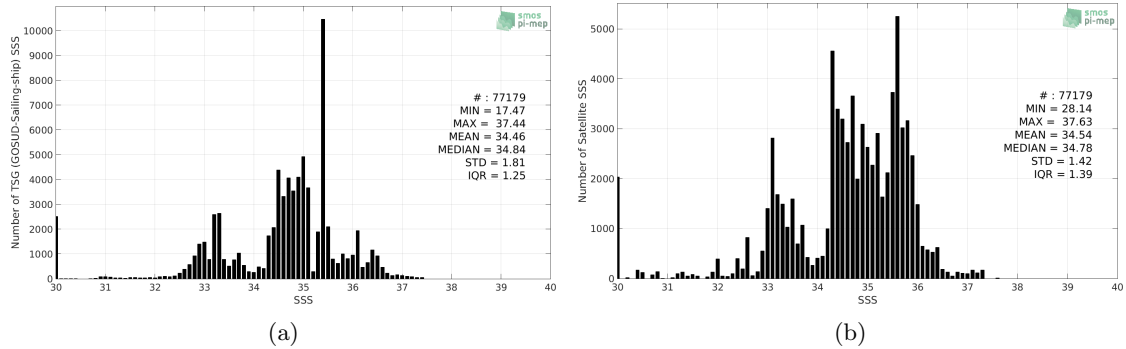 smos
pi-mep
Number of TSG (GOSUD-Sailing-ship) SSS
10000
9000
8000
7000
6000
5000
4000
3000
2000
1000
0
# : 77179
MIN = 17.47
MAX = 37.44
MEAN = 34.46
MEDIAN = 34.84
STD = 1.81
IQR = 1.25
30 31 32 33 34 35 36 37 38 39 40
SSS
(a)
smos
pi-mep
Number of Satellite SSS
5000
4000
3000
2000
1000
0
# : 77179
MIN = 28.14
MAX = 37.63
MEAN = 34.54
MEDIAN = 34.78
STD = 1.42
IQR = 1.39
30 31 32 33 34 35 36 37 38 39 40
SSS
(b)